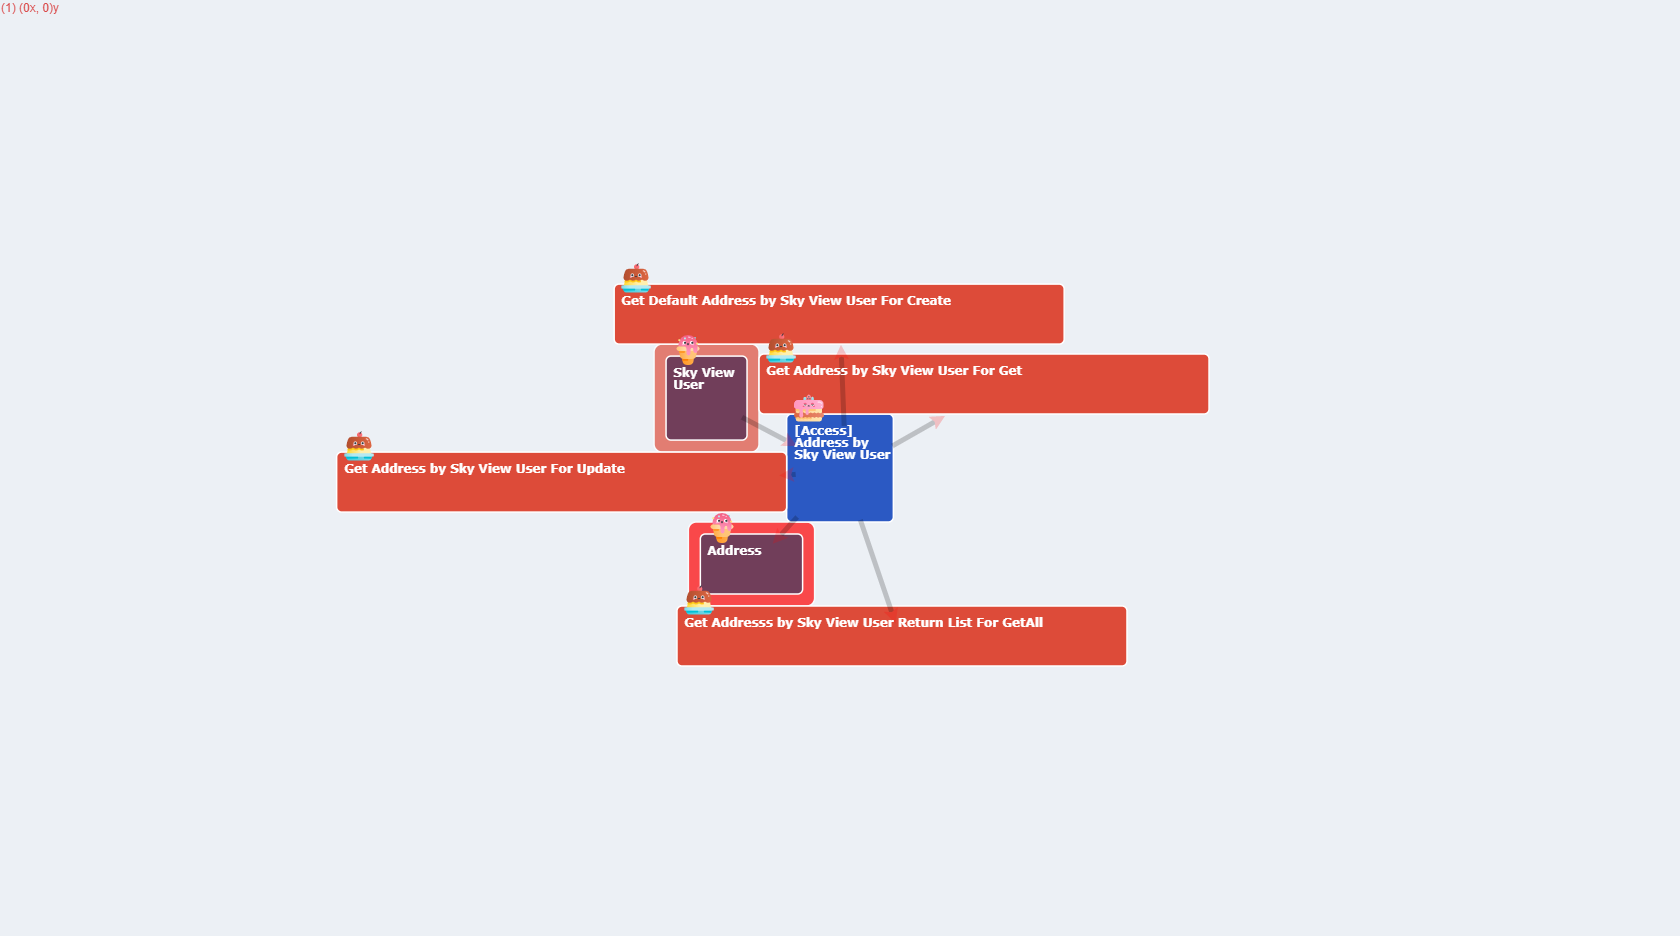 (1) (0x, 0)y
Get Default Address by Sky View User For Create
Sky View
User
Get Address by Sky View User For Get
[Access]
Address by
Sky View User
Get Address by Sky View User For Update
Address
Get Addresss by Sky View User Return List For GetAll